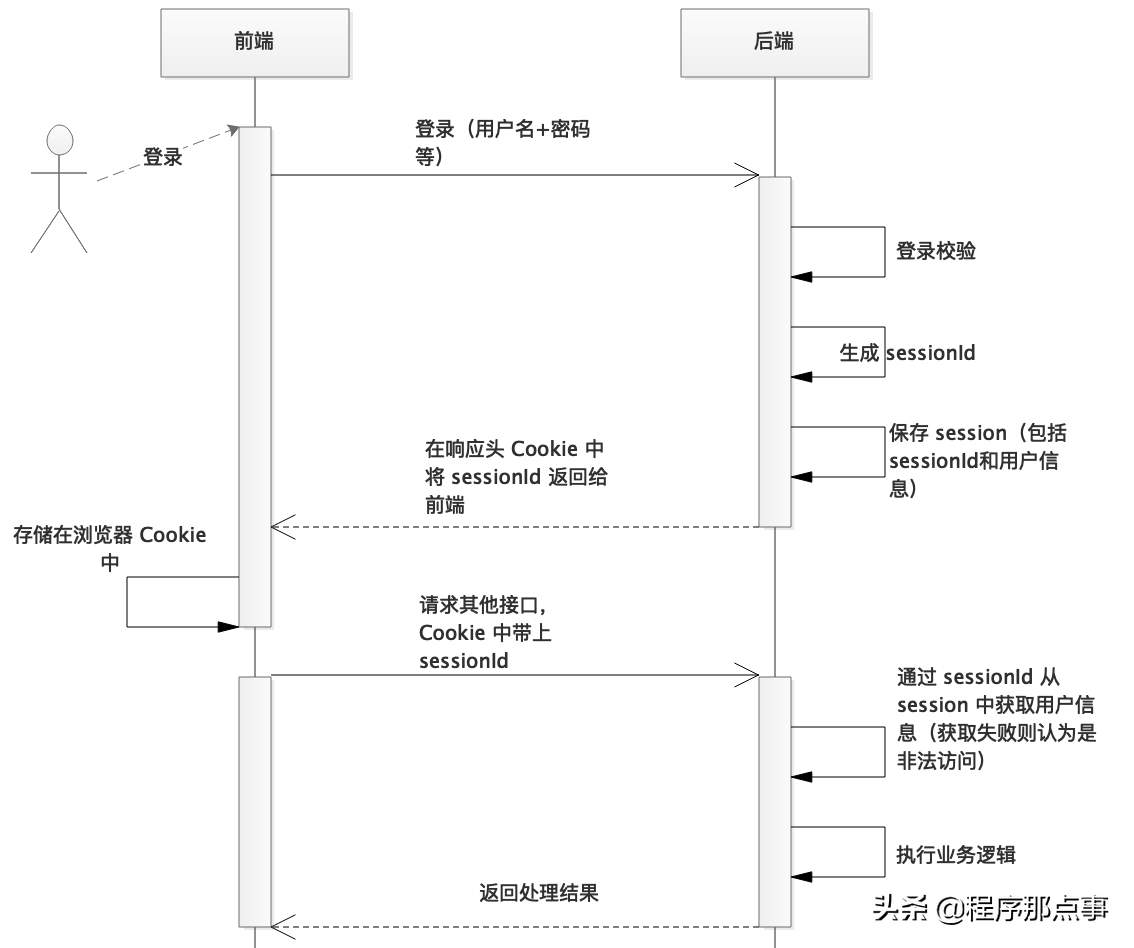 前端
后端
登录（用户名+密码
等）
登录
登录校验
生成 sessionId
保存 session（包括
sessionId和用户信
息）
在响应头 Cookie 中
将 sessionId 返回给
前端
存储在浏览器 Cookie
中
请求其他接口，
Cookie 中带上
sessionId
通过 sessionId 从
session 中获取用户信
息（获取失败则认为是
非法访问）
执行业务逻辑
返回处理结果
头条 @程序那点事